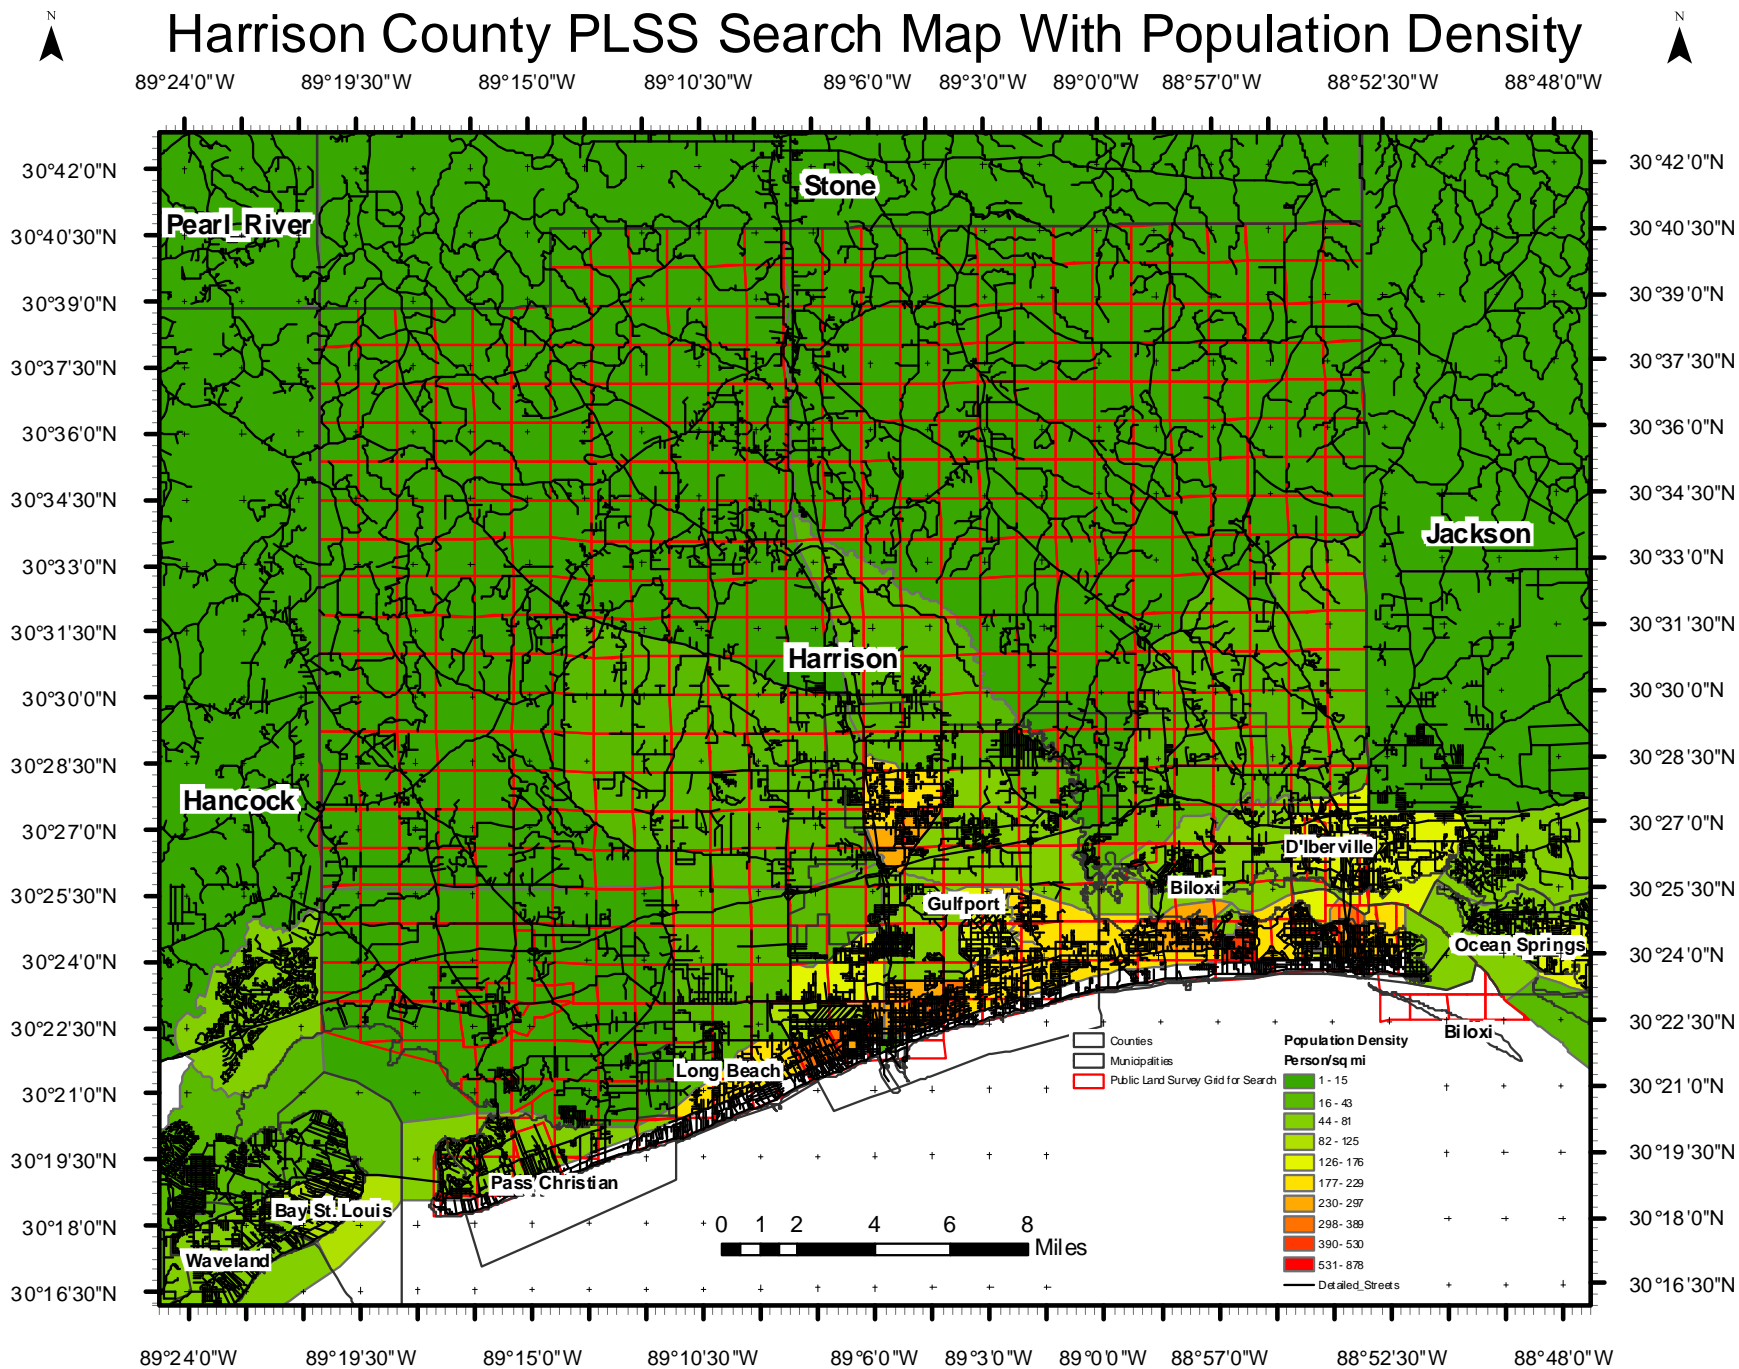 N
N
Harrison County PLSS Search Map With Population Density
89°24'0"W 89°19'30"W 89°15'0"W 89°10'30"W 89°6'0"W 89°3'0"W 89°0'0"W 88°57'0"W 88°52'30"W 88°48'0"W
30°42'0"N 30°42'0"N
Stone
Pearl_River
30°40'30"N 30°40'30"N
30°39'0"N 30°39'0"N
30°37'30"N 30°37'30"N
30°36'0"N 30°36'0"N
30°34'30"N 30°34'30"N
Jackson
30°33'0"N 30°33'0"N
30°31'30"N 30°31'30"N
Harrison
30°30'0"N 30°30'0"N
30°28'30"N 30°28'30"N
Hancock
30°27'0"N 30°27'0"N
D'Iberville
30°25'30"N Biloxi 30°25'30"N
Gulfport
Ocean Springs
30°24'0"N 30°24'0"N
30°22'30"N 30°22'30"N
Biloxi
Counties
Municipalities
Public Land Survey Grid for Search
Population Density
Person/sq mi
1 - 15
16 - 43
44 - 81
82 - 125
126 - 176
177 - 229
230 - 297
298 - 389
390 - 530
531 - 878
Detailed_Streets
Long Beach
30°21'0"N 30°21'0"N
30°19'30"N 30°19'30"N
Pass Christian
Bay St. Louis
30°18'0"N 30°18'0"N
0 1 2 4 6 8
Miles
Waveland
30°16'30"N 30°16'30"N
89°24'0"W 89°19'30"W 89°15'0"W 89°10'30"W 89°6'0"W 89°3'0"W 89°0'0"W 88°57'0"W 88°52'30"W 88°48'0"W